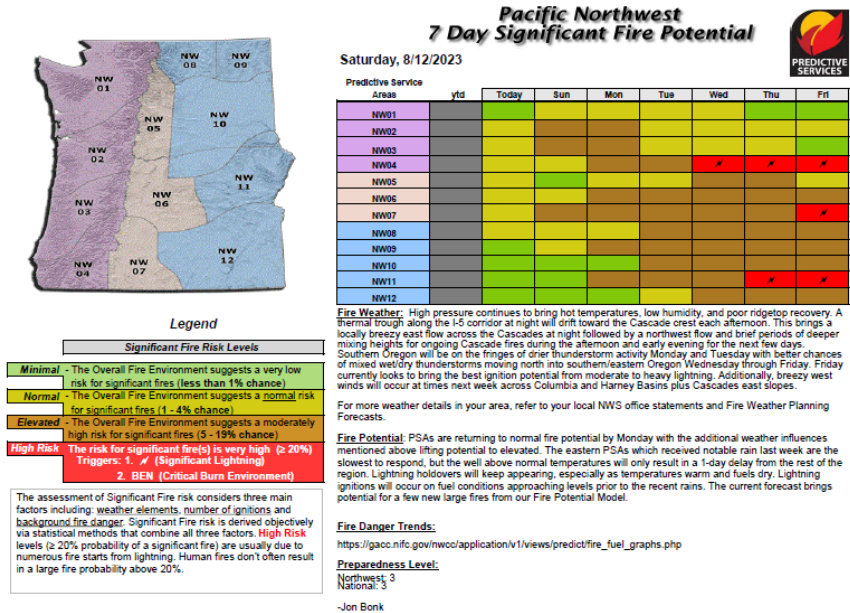 Pacific Northwest
7 Day Significant Fire Potential
PREDICTIVE
SERVICES
Saturday, 8/12/2023
Predictive Service
Areas ytd Today Sun Mon Tue Wed Thu Fri
NW01
NW02
NW03
NW04
NW05
NW06
NW07
NW08
NW09
NW10
NW11
NW12
NW
01
NW
02
NW
03
NW
04
NW
05
NW
06
NW
07
NW
08
NW
09
NW
10
NW
11
NW
12
Legend
Significant Fire Risk Levels
Minimal - The Overall Fire Environment suggests a very low
risk for significant fires (less than 1% chance)
Normal - The Overall Fire Environment suggests a normal risk
for significant fires (1 - 4% chance)
Elevated - The Overall Fire Environment suggests a moderately
high risk for significant fires (5 - 19% chance)
High Risk The risk for significant fire(s) is very high (≥ 20%)
Triggers: 1. (Significant Lightning)
2. BEN (Critical Burn Environment)
The assessment of Significant Fire risk considers three main
factors including: weather elements, number of ignitions and
background fire danger. Significant Fire risk is derived objectively
via statistical methods that combine all three factors. High Risk
levels (≥ 20% probability of a significant fire) are usually due to
numerous fire starts from lightning. Human fires don't often result
in a large fire probability above 20%.
Fire Weather: High pressure continues to bring hot temperatures, low humidity, and poor ridgetop recovery. A
thermal trough along the I-5 corridor at night will drift toward the Cascade crest each afternoon. This brings a
locally breezy east flow across the Cascades at night followed by a northwest flow and brief periods of deeper
mixing heights for ongoing Cascade fires during the afternoon and early evening for the next few days.
Southern Oregon will be on the fringes of drier thunderstorm activity Monday and Tuesday with better chances
of mixed wet/dry thunderstorms moving north into southern/eastern Oregon Wednesday through Friday. Friday
currently looks to bring the best ignition potential from moderate to heavy lightning. Additionally, breezy west
winds will occur at times next week across Columbia and Harney Basins plus Cascades east slopes.
For more weather details in your area, refer to your local NWS office statements and Fire Weather Planning
Forecasts.
Fire Potential: PSAs are returning to normal fire potential by Monday with the additional weather influences
mentioned above lifting potential to elevated. The eastern PSAs which received notable rain last week are the
slowest to respond, but the well above normal temperatures will only result in a 1-day delay from the rest of the
region. Lightning holdovers will keep appearing, especially as temperatures warm and fuels dry. Lightning
ignitions will occur on fuel conditions approaching levels prior to the recent rains. The current forecast brings
potential for a few new large fires from our Fire Potential Model.
Fire Danger Trends:
https://gacc.nifc.gov/nwcc/application/v1/views/predict/fire_fuel_graphs.php
Preparedness Level:
Northwest: 3
National: 3
-Jon Bonk